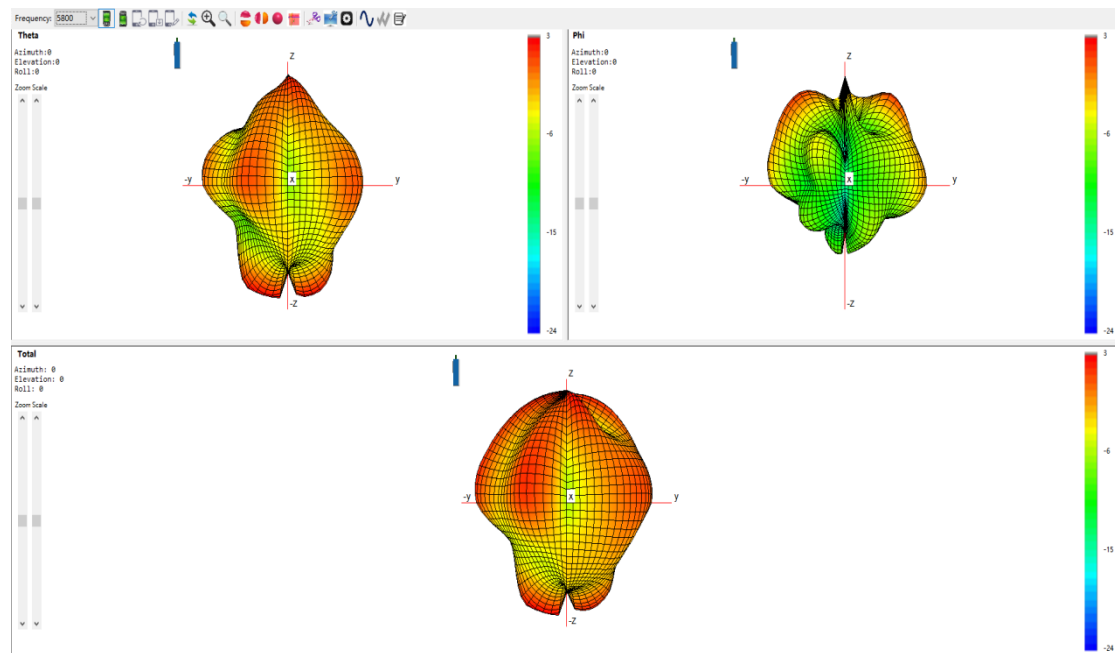 Frequency: 5800
Theta
Azimuth:0
Elevation:0
Roll:0
Zoom Scale
Z
-y
X
y
-Z
3
-6
-15
-24
Phi
Azimuth:0
Elevation:0
Roll:0
Zoom Scale
Z
-y
X
y
-Z
3
-6
-15
-24
Total
Azimuth: 0
Elevation: 0
Roll: 0
Zoom Scale
Z
-y
X
y
-Z
3
-6
-15
-24